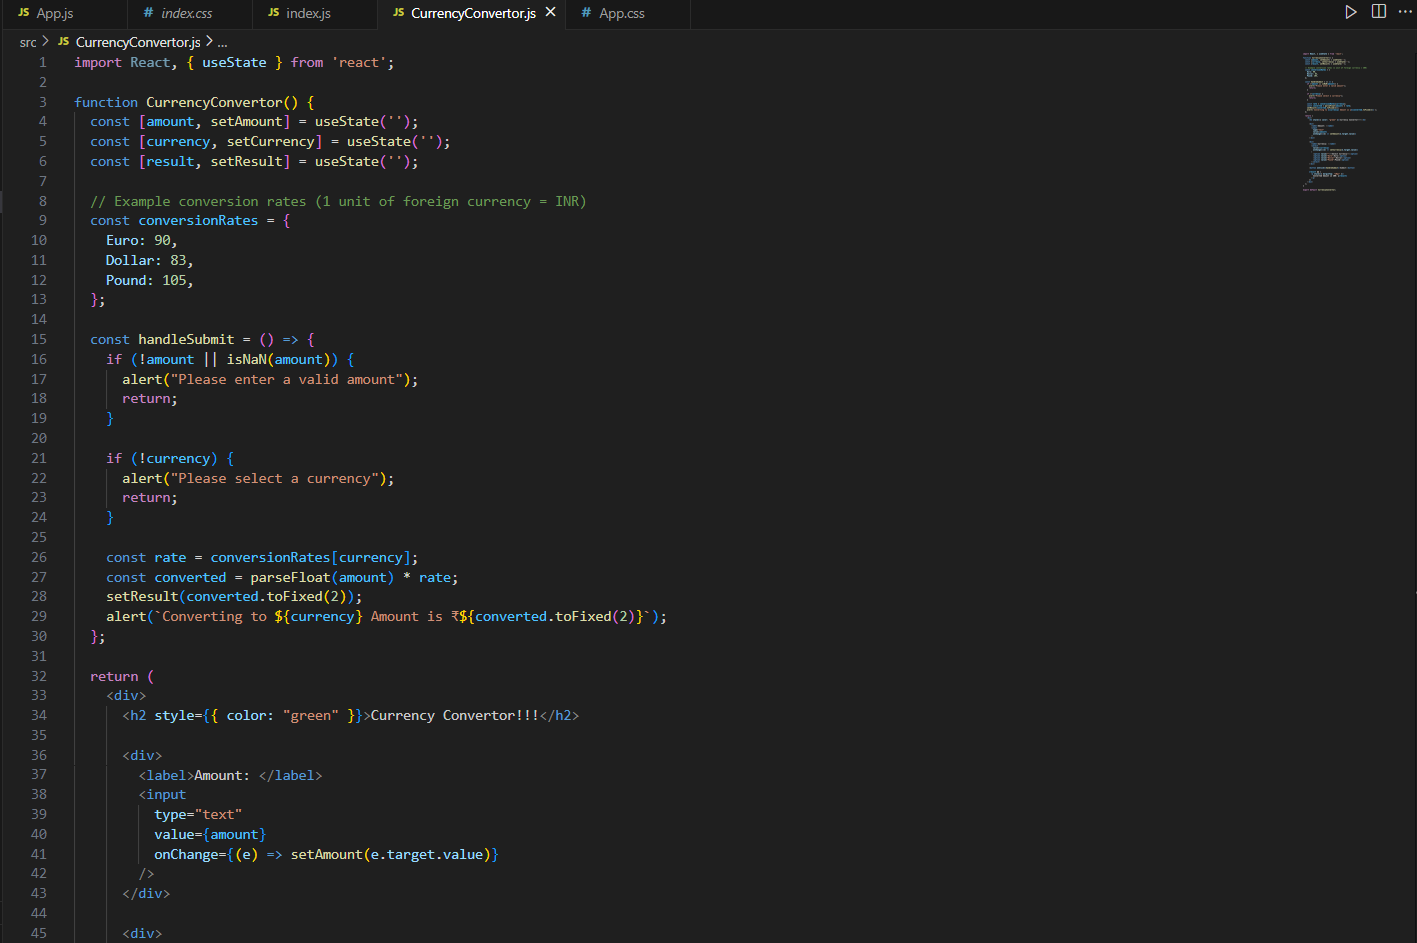 JS App.js # index.css JS index.js JS CurrencyConvertor.js × # App.css ...
src > JS CurrencyConvertor.js > ...
1 import React, { useState } from 'react';
2
3 function CurrencyConvertor() {
4 const [amount, setAmount] = useState('');
5 const [currency, setCurrency] = useState('');
6 const [result, setResult] = useState('');
7
8 // Example conversion rates (1 unit of foreign currency = INR)
9 const conversionRates = {
10 Euro: 90,
11 Dollar: 83,
12 Pound: 105,
13 };
14
15 const handleSubmit = () => {
16 if (!amount || isNaN(amount)) {
17 alert("Please enter a valid amount");
18 return;
19 }
20
21 if (!currency) {
22 alert("Please select a currency");
23 return;
24 }
25
26 const rate = conversionRates[currency];
27 const converted = parseFloat(amount) * rate;
28 setResult(converted.toFixed(2));
29 alert(`Converting to ${currency} Amount is ₹${converted.toFixed(2)}`);
30 };
31
32 return (
33 <div>
34 <h2 style={{ color: "green" }}>Currency Convertor!!!</h2>
35
36 <div>
37 <label>Amount: </label>
38 <input
39 type="text"
40 value={amount}
41 onChange={(e) => setAmount(e.target.value)}
42 />
43 </div>
44
45 <div>